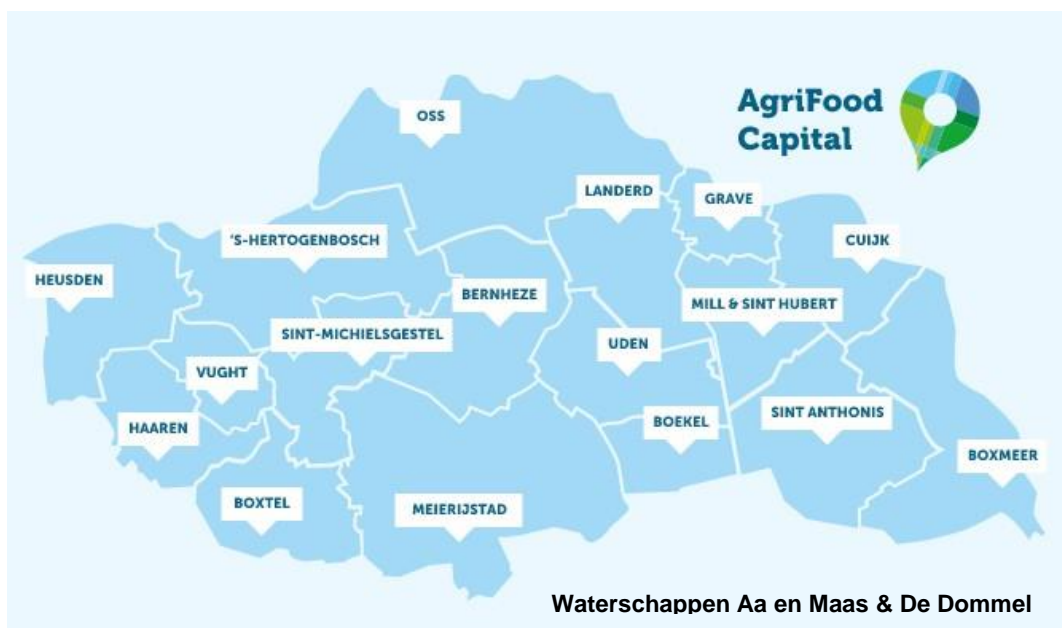 AgriFood
Capital
OSS
LANDERD
GRAVE
'S-HERTOGENBOSCH
CUIJK
HEUSDEN
BERNHEZE
MILL & SINT HUBERT
SINT-MICHIELSGESTEL
UDEN
VUGHT
SINT ANTHONIS
HAAREN
BOEKEL
BOXMEER
BOXTEL
MEIERIJSTAD
Waterschappen Aa en Maas & De Dommel